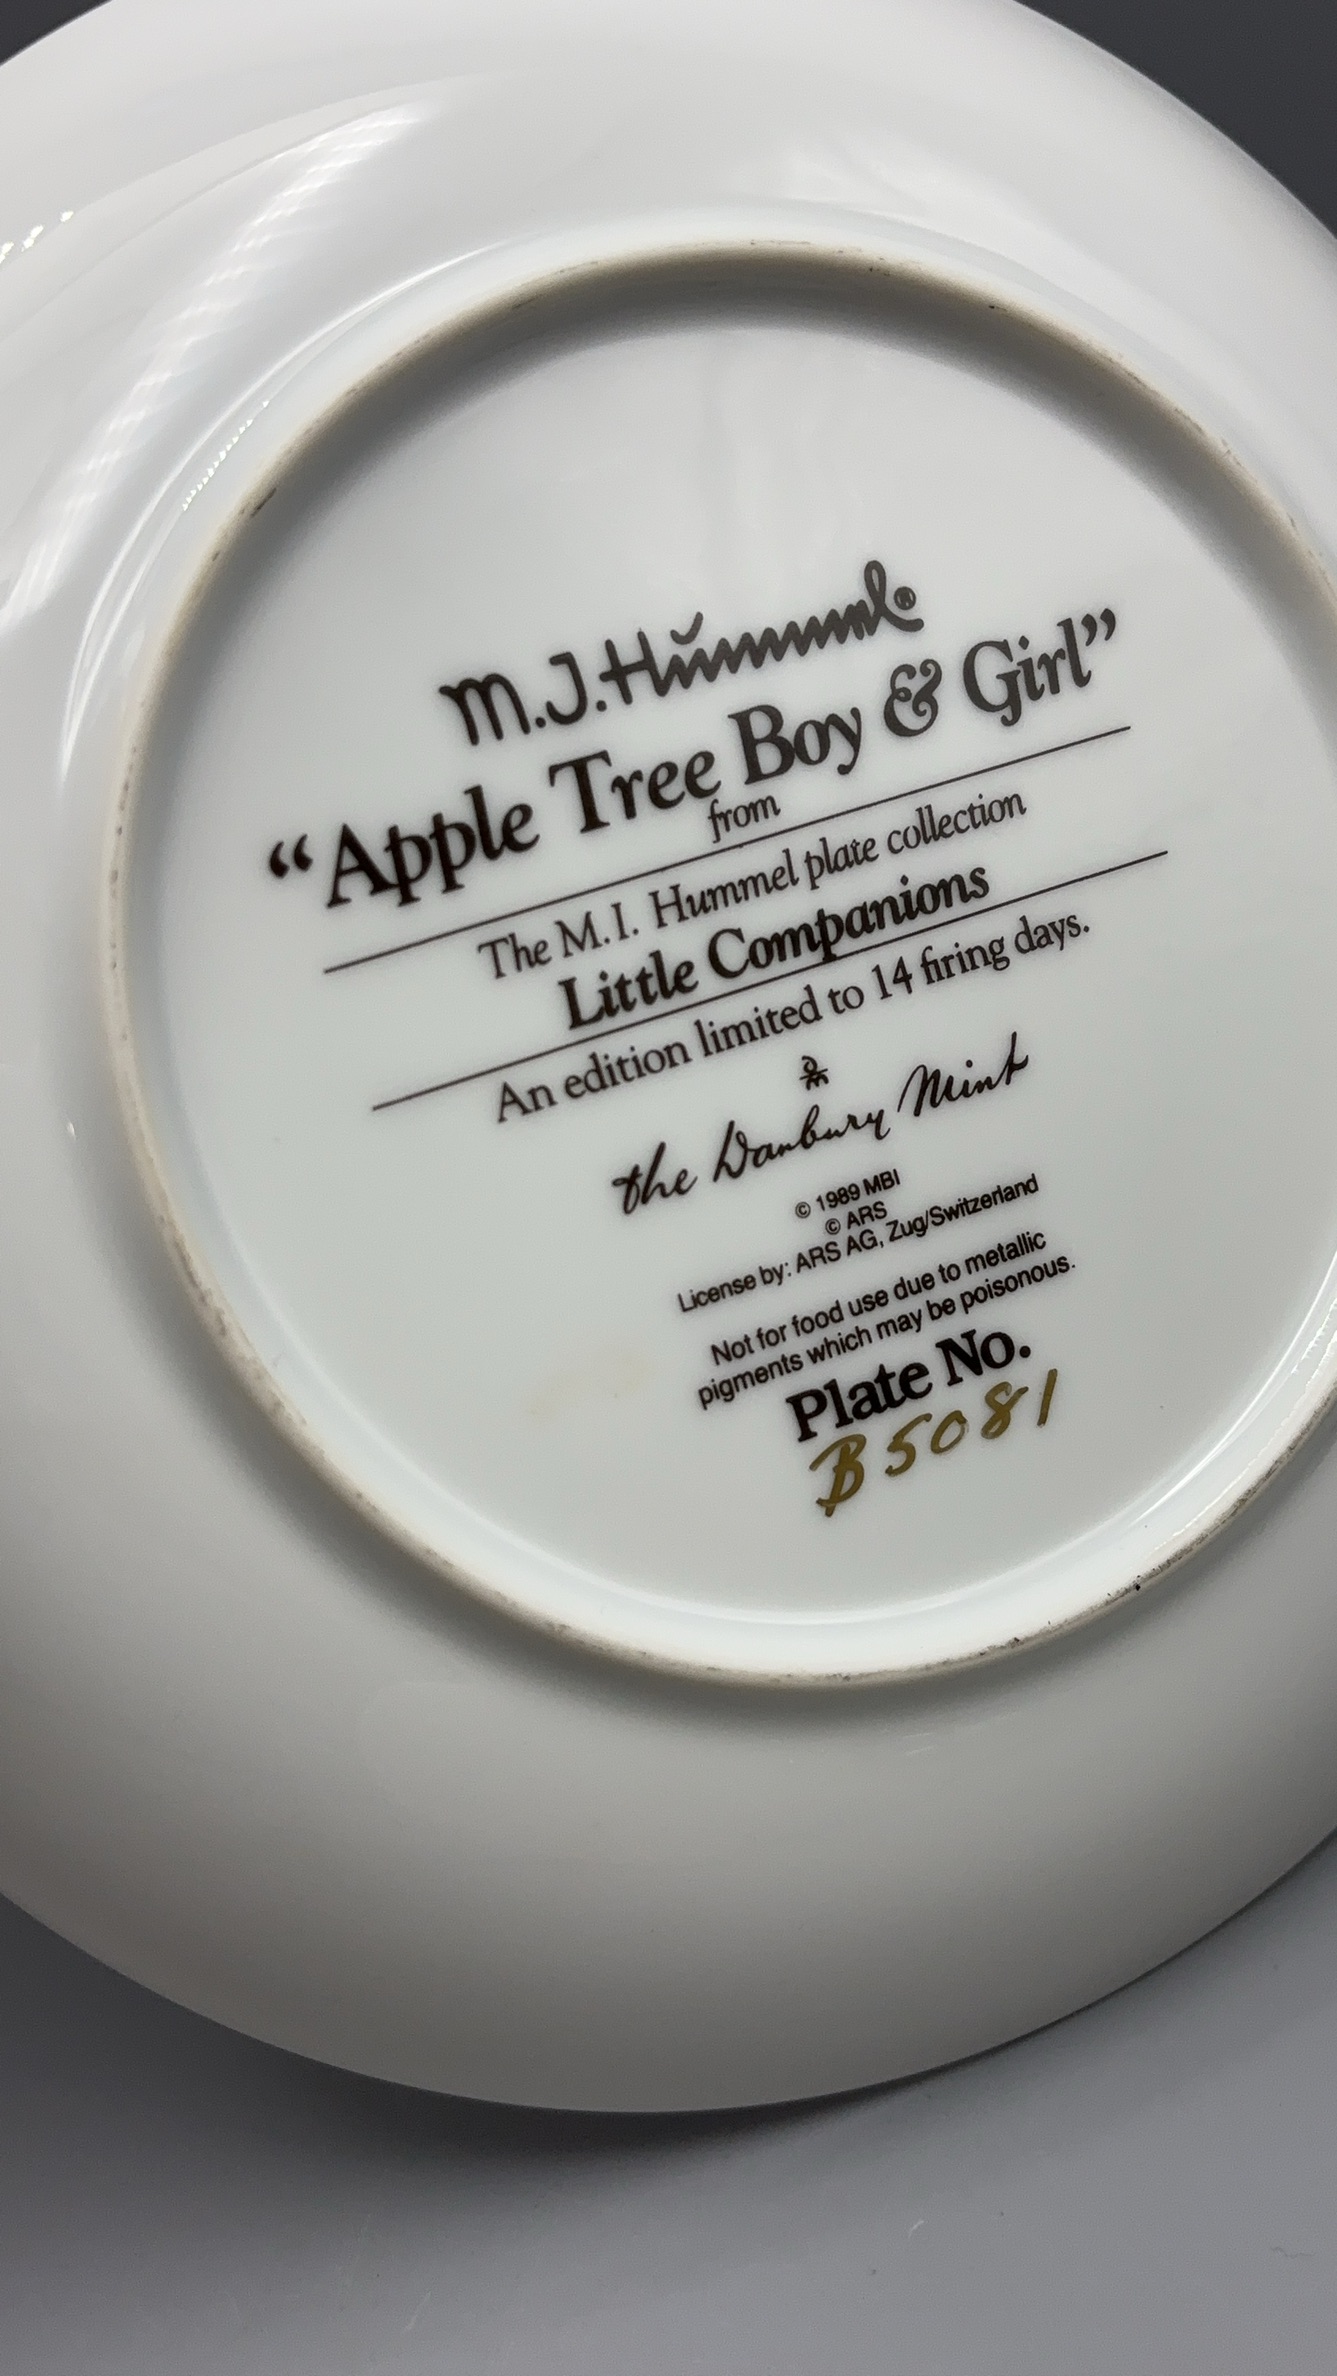 M.J. Hummel®
“Apple Tree Boy & Girl”
from
The M.I. Hummel plate collection
Little Companions
An edition limited to 14 firing days.
the Danbury Mint
© 1989 MBI
© ARS
License by: ARS AG, Zug/Switzerland
Not for food use due to metallic
pigments which may be poisonous.
Plate No.
B5081